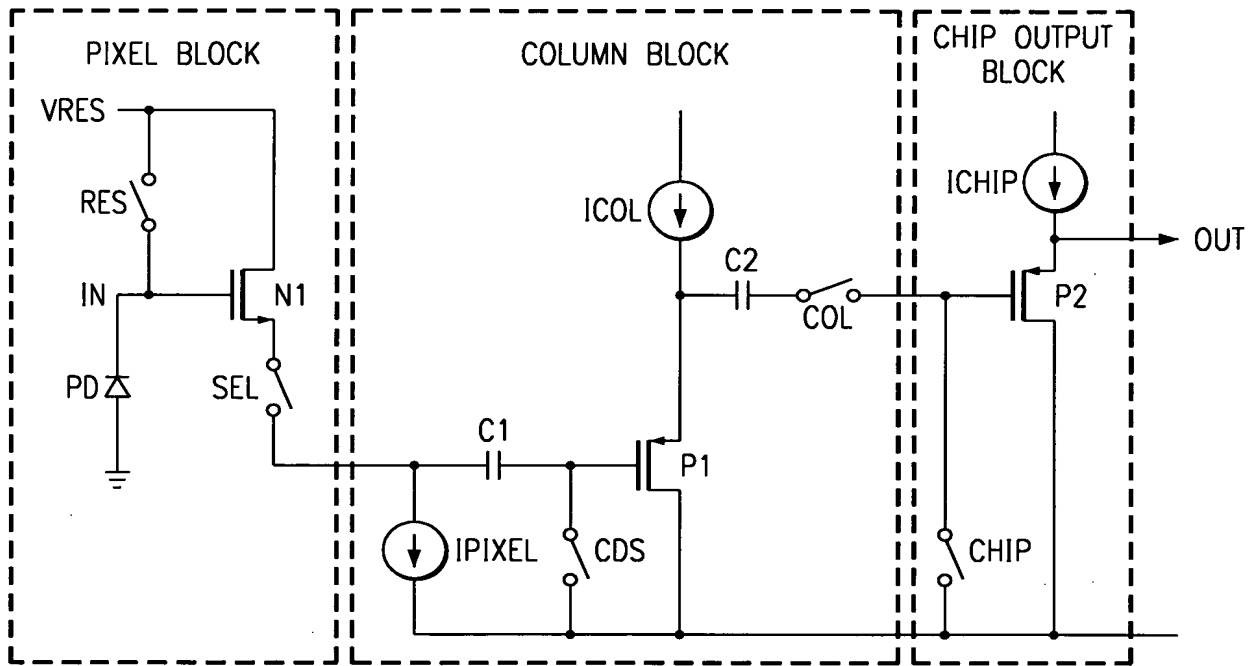 PIXEL BLOCK
COLUMN BLOCK
CHIP OUTPUT
BLOCK
VRES
RES
IN
N1
PD
SEL
ICOL
C2
COL
C1
P1
IPIXEL
CDS
ICHIP
OUT
P2
CHIP